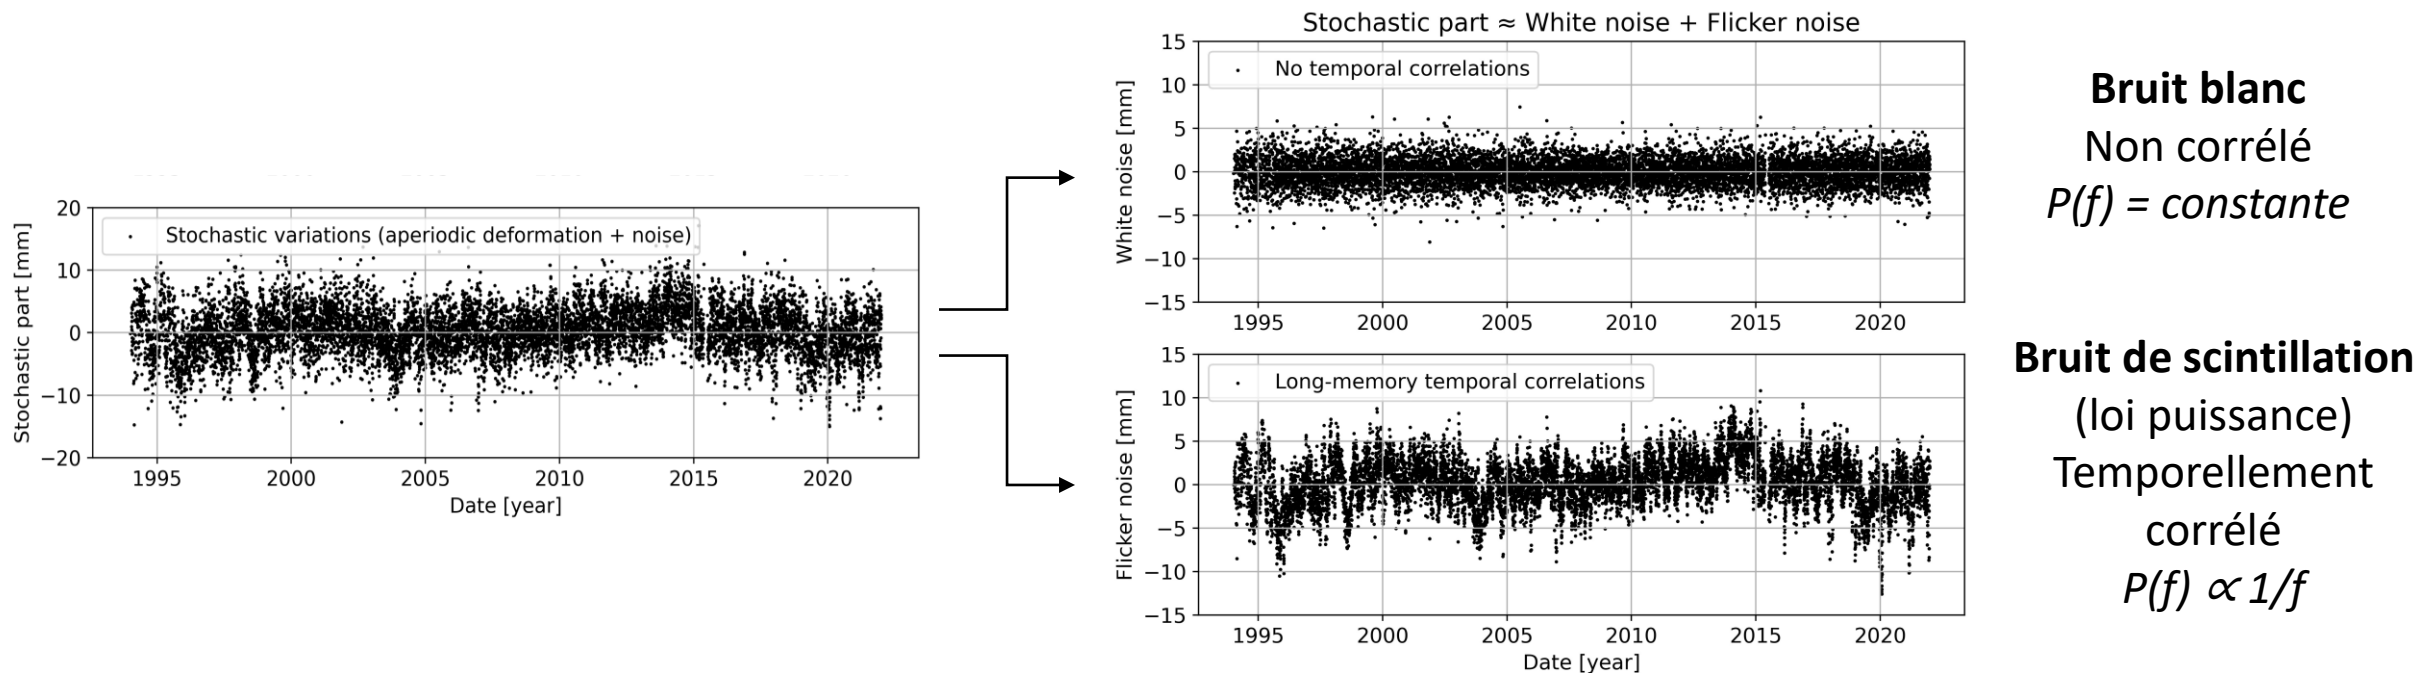 Stochastic part [mm]
20
10
0
−10
−20
Stochastic variations (aperiodic deformation + noise)
1995 2000 2005 2010 2015 2020
Date [year]
Stochastic part ≈ White noise + Flicker noise
White noise [mm]
15
10
5
0
−5
−10
−15
No temporal correlations
1995 2000 2005 2010 2015 2020
Flicker noise [mm]
15
10
5
0
−5
−10
−15
Long-memory temporal correlations
1995 2000 2005 2010 2015 2020
Date [year]
Bruit blanc
Non corrélé
P(f) = constante
Bruit de scintillation
(loi puissance)
Temporellement
corrélé
P(f) ∝ 1/f